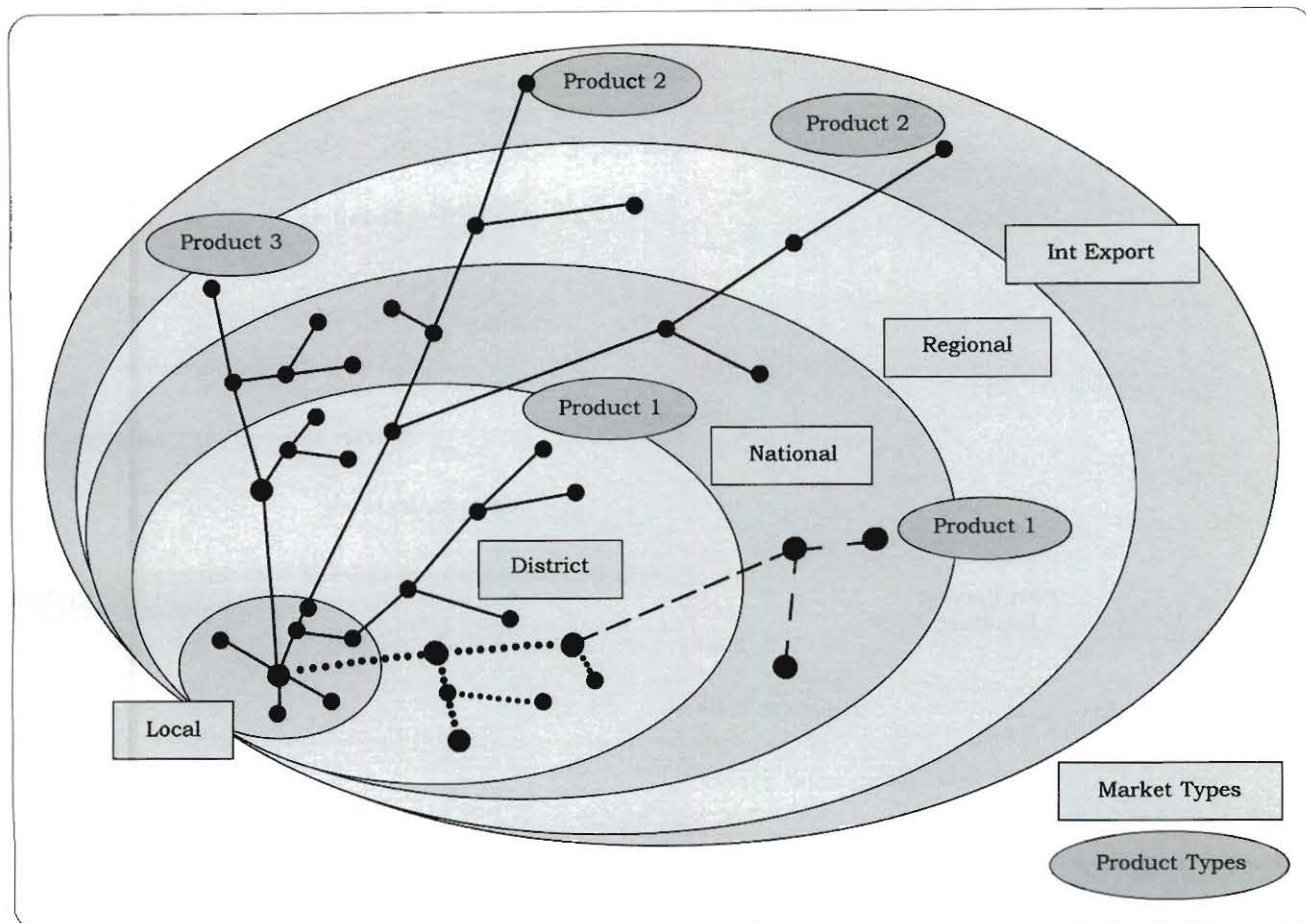 Product 2
Product 2
Product 3
Int Export
Regional
Product 1
National
Product 1
District
Local
Market Types
Product Types